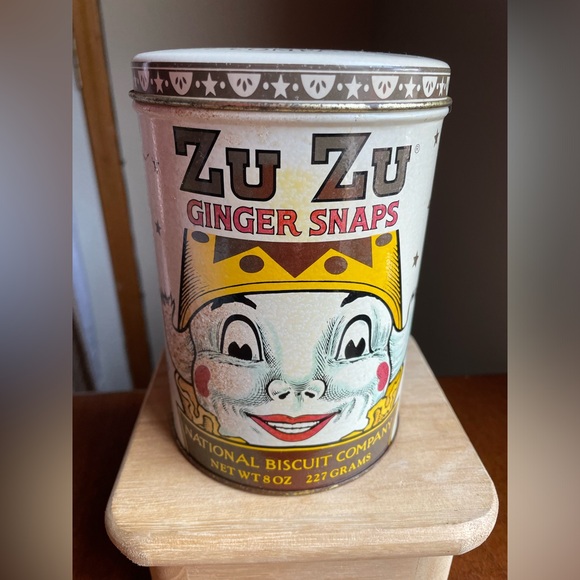 ZU ZU®
GINGER SNAPS
NATIONAL BISCUIT COMPANY
NET WT 8 OZ 227 GRAMS